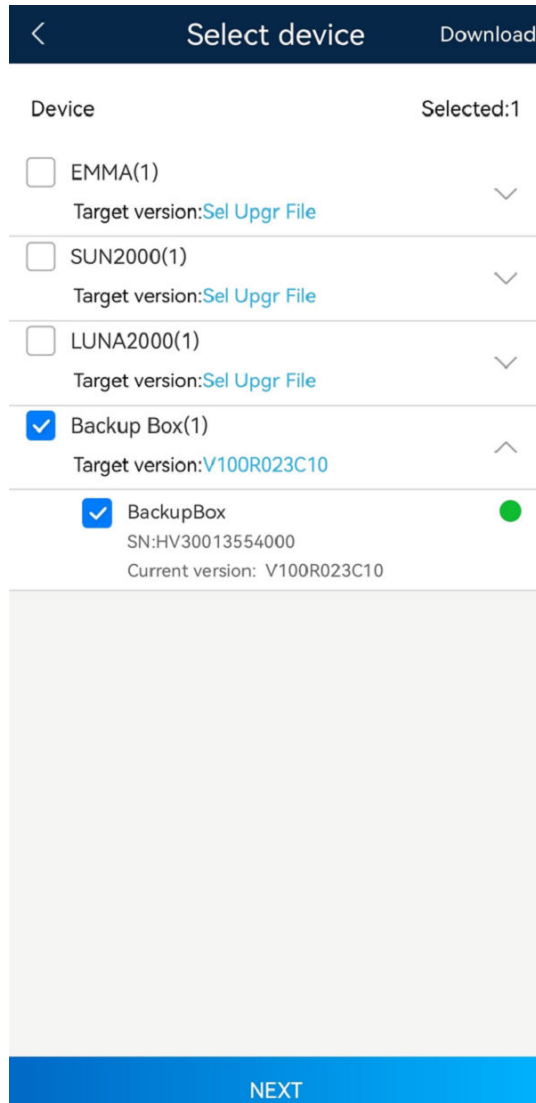 Select device Download
Device Selected:1
EMMA(1)
Target version:Sel Upgr File
SUN2000(1)
Target version:Sel Upgr File
LUNA2000(1)
Target version:Sel Upgr File
Backup Box(1)
Target version:V100R023C10
BackupBox
SN:HV30013554000
Current version: V100R023C10
NEXT